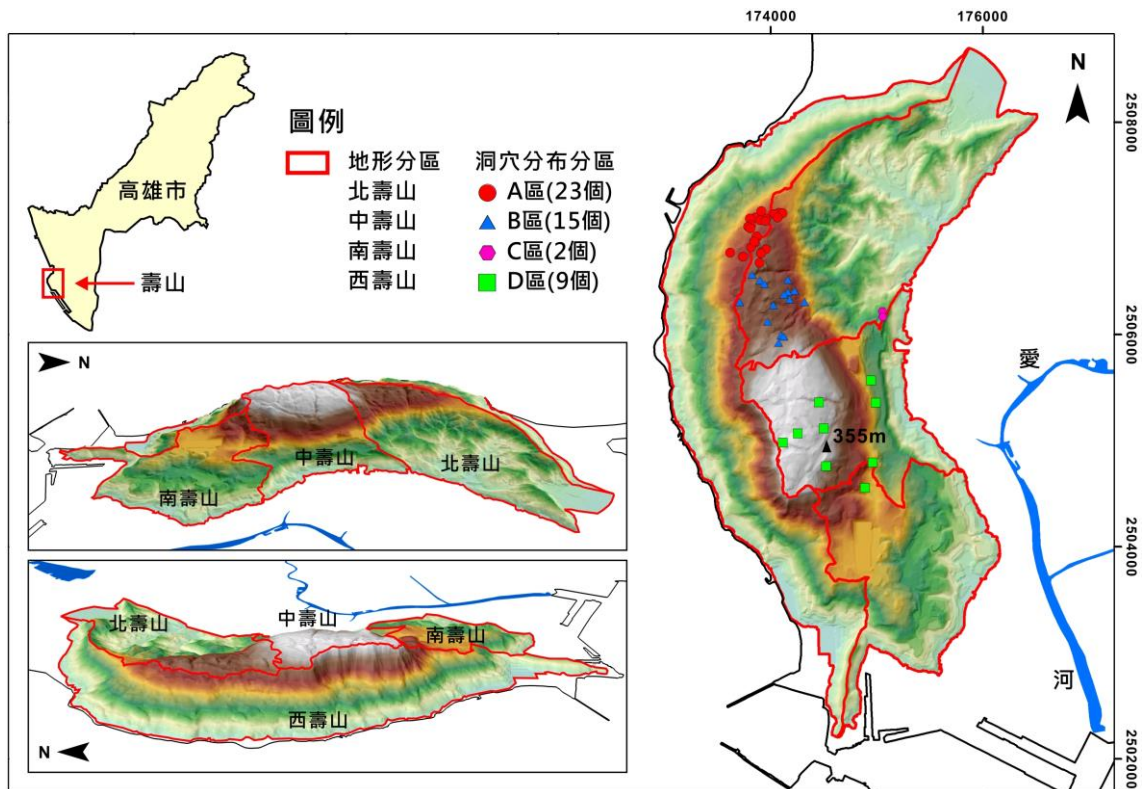 174000
176000
N
2508000
2506000
2504000
2502000
高雄市
壽山
圖例
地形分區
北壽山
中壽山
南壽山
西壽山
洞穴分布分區
A區(23個)
B區(15個)
C區(2個)
D區(9個)
355m
愛
河
N
中壽山
北壽山
南壽山
中壽山
北壽山
南壽山
西壽山
N